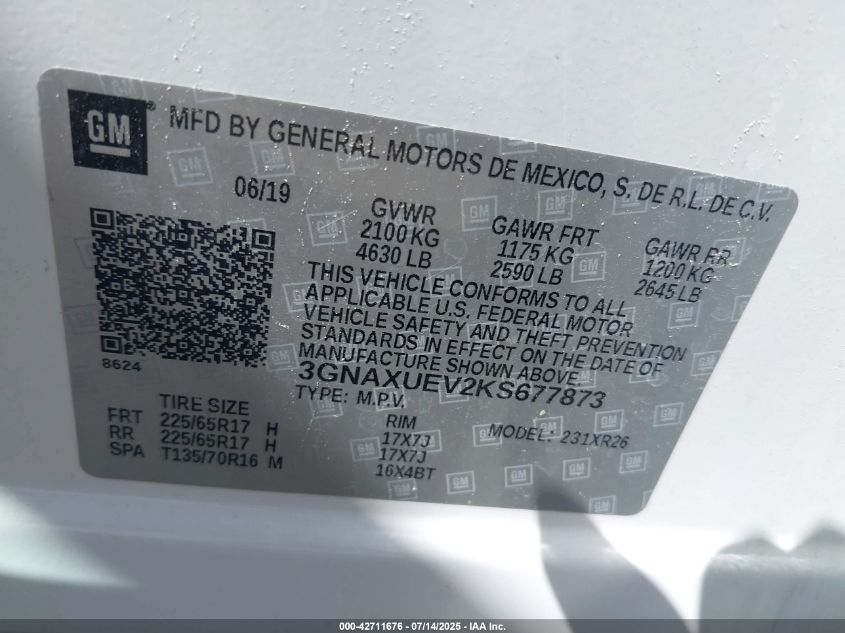 GM
MFD BY GENERAL MOTORS DE MEXICO, S. DE R.L. DE C.V.
06/19
GVWR
2100 KG
4630 LB
GAWR FRT
1175 KG
2590 LB
GAWR RR
1200 KG
2645 LB
THIS VEHICLE CONFORMS TO ALL
APPLICABLE U.S. FEDERAL MOTOR
VEHICLE SAFETY AND THEFT PREVENTION
STANDARDS IN EFFECT ON THE DATE OF
MANUFACTURE SHOWN ABOVE
8624
3GNAXUEV2KS677873
TYPE: M.P.V.
MODEL: 231XR26
TIRE SIZE
RIM
FRT 225/65R17 H 17X7J
RR 225/65R17 H 17X7J
SPA T135/70R16 M 16X4BT
000-42711676 / 07/14/2025 / IAA Inc.